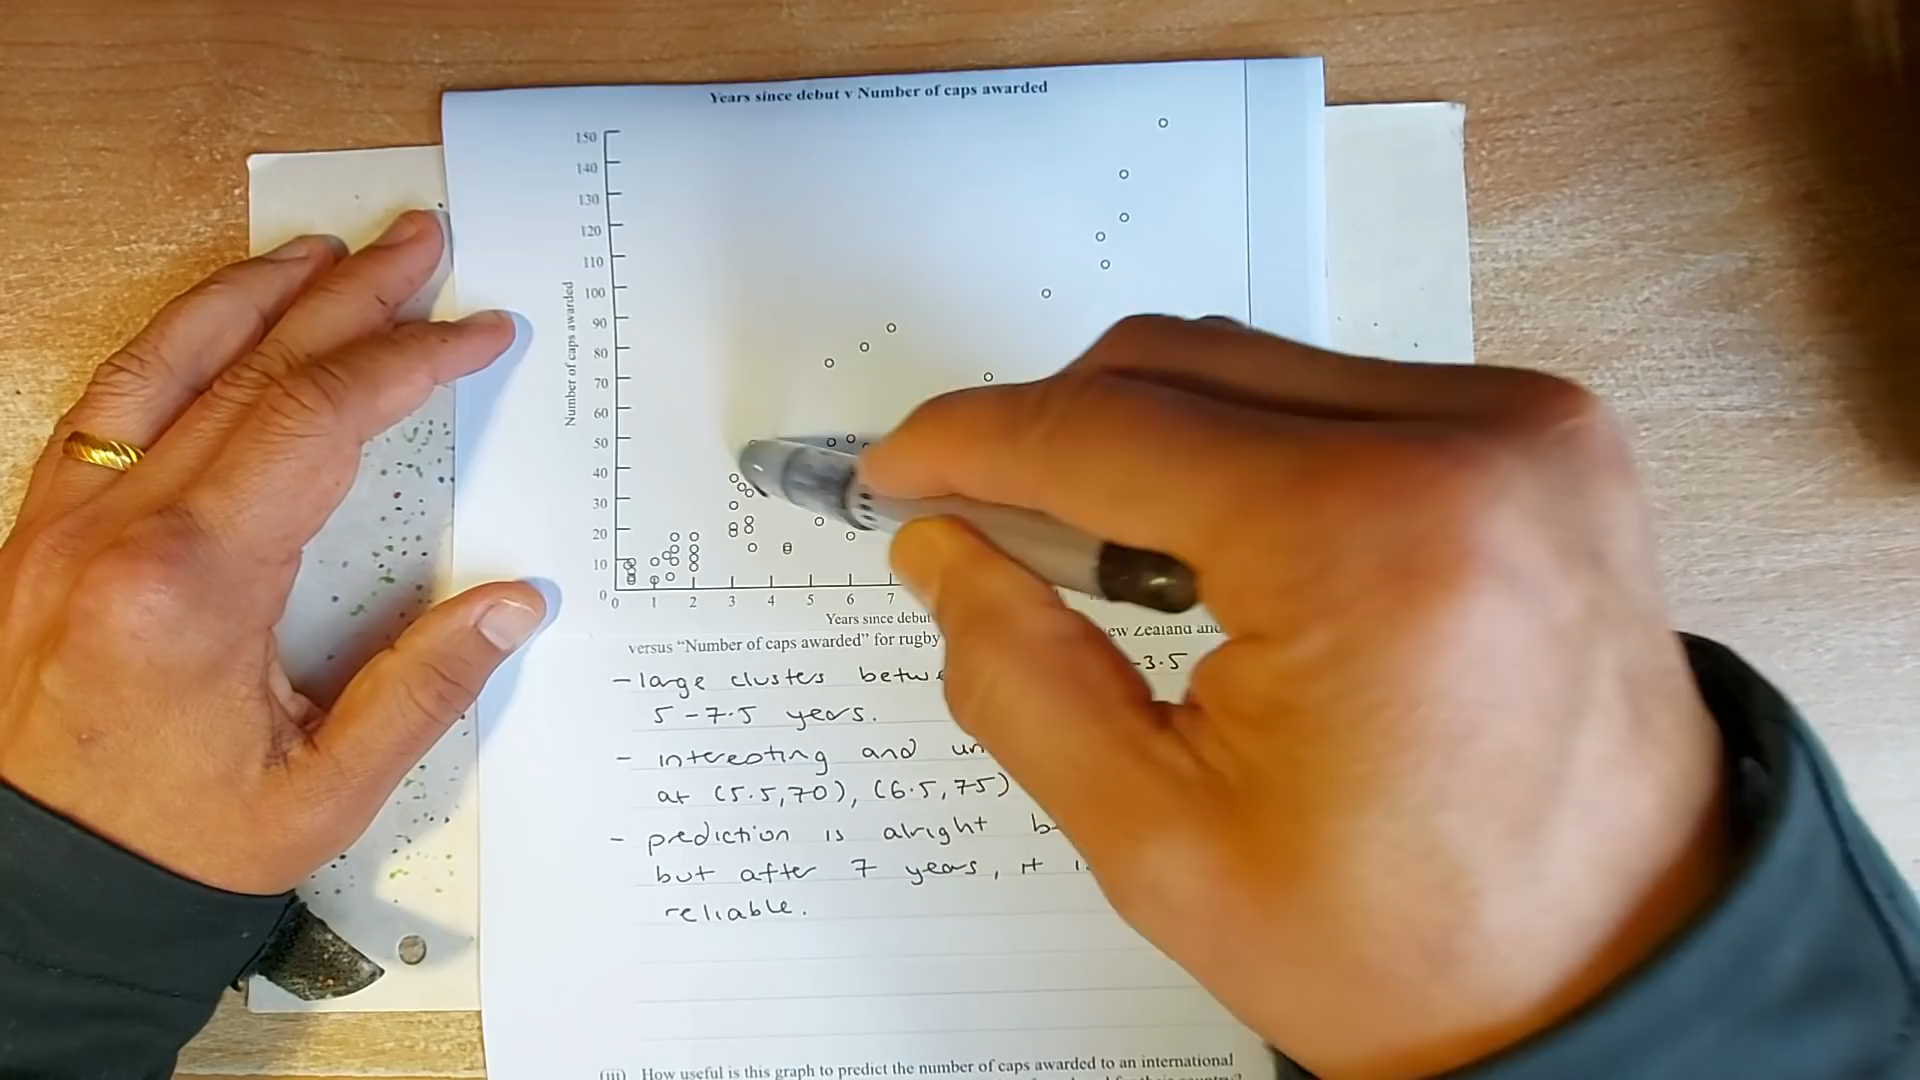 Years since debut v Number of caps awarded
150
140
130
120
110
100
90
80
70
60
50
40
30
20
10
0
Number of caps awarded
0 1 2 3 4 5 6 7
Years since debut
versus “Number of caps awarded” for rugby Zealand and
- large clusters -3.5
5 - 7.5 years.
- interesting and
at (5.5, 70), (6.5, 75)
- prediction is alright
but after 7 years, it
reliable.
(iii) How useful is this graph to predict the number of caps awarded to an international